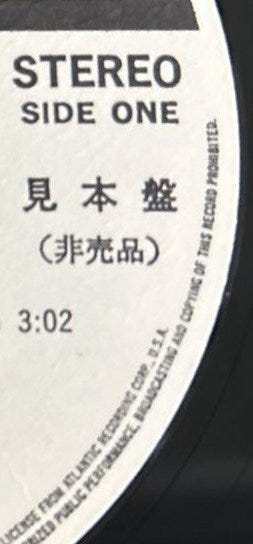 STEREO
SIDE ONE
見本盤
(非売品)
3:02
LICENSE FROM ATLANTIC RECORDING CORP., U.S.A.
PUBLIC PERFORMANCE, BROADCASTING AND COPYING OF THIS RECORD PROHIBITED.